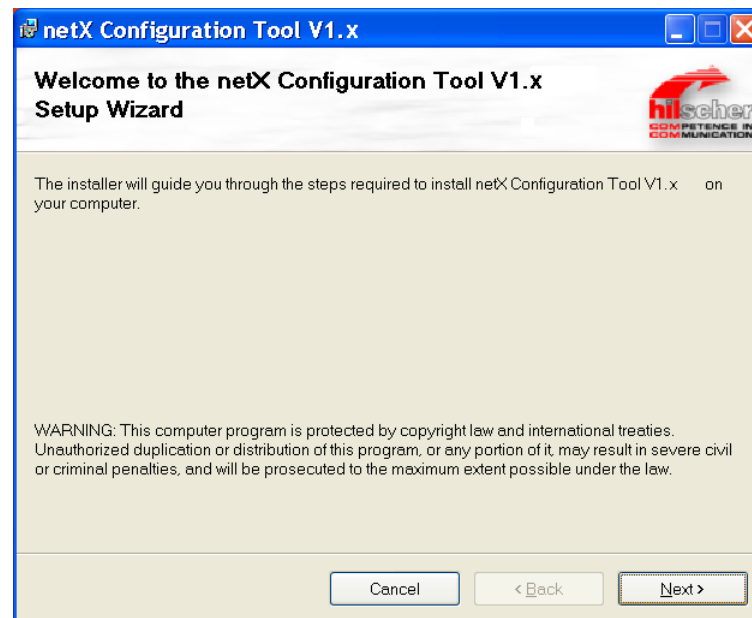 netX Configuration Tool V1.x
Welcome to the netX Configuration Tool V1.x
Setup Wizard
hilscher
COMPETENCE IN
COMMUNICATION
The installer will guide you through the steps required to install netX Configuration Tool V1.x on
your computer.
WARNING: This computer program is protected by copyright law and international treaties.
Unauthorized duplication or distribution of this program, or any portion of it, may result in severe civil
or criminal penalties, and will be prosecuted to the maximum extent possible under the law.
Cancel
< Back
Next >